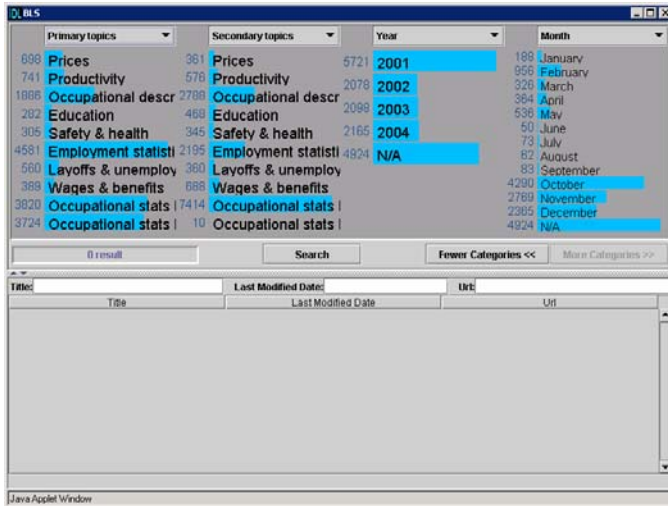 BLS
Primary topics Secondary topics Year Month
698 Prices 361 Prices 5721 2001 188 January
741 Productivity 576 Productivity 2078 2002 956 February
1886 Occupational descr 2788 Occupational descr 2099 2003 326 March
282 Education 468 Education 2165 2004 364 April
305 Safety & health 345 Safety & health 4924 N/A 536 May
4581 Employment statisti 2195 Employment statisti 50 June
560 Layoffs & unemploy 360 Layoffs & unemploy 73 July
389 Wages & benefits 688 Wages & benefits 62 August
3820 Occupational stats 7414 Occupational stats 83 September
3724 Occupational stats 10 Occupational stats 4290 October
2769 November
2365 December
4924 N/A
0 result Search Fewer Categories << More Categories >>
Title: Last Modified Date: Url:
Title Last Modified Date Url
Java Applet Window